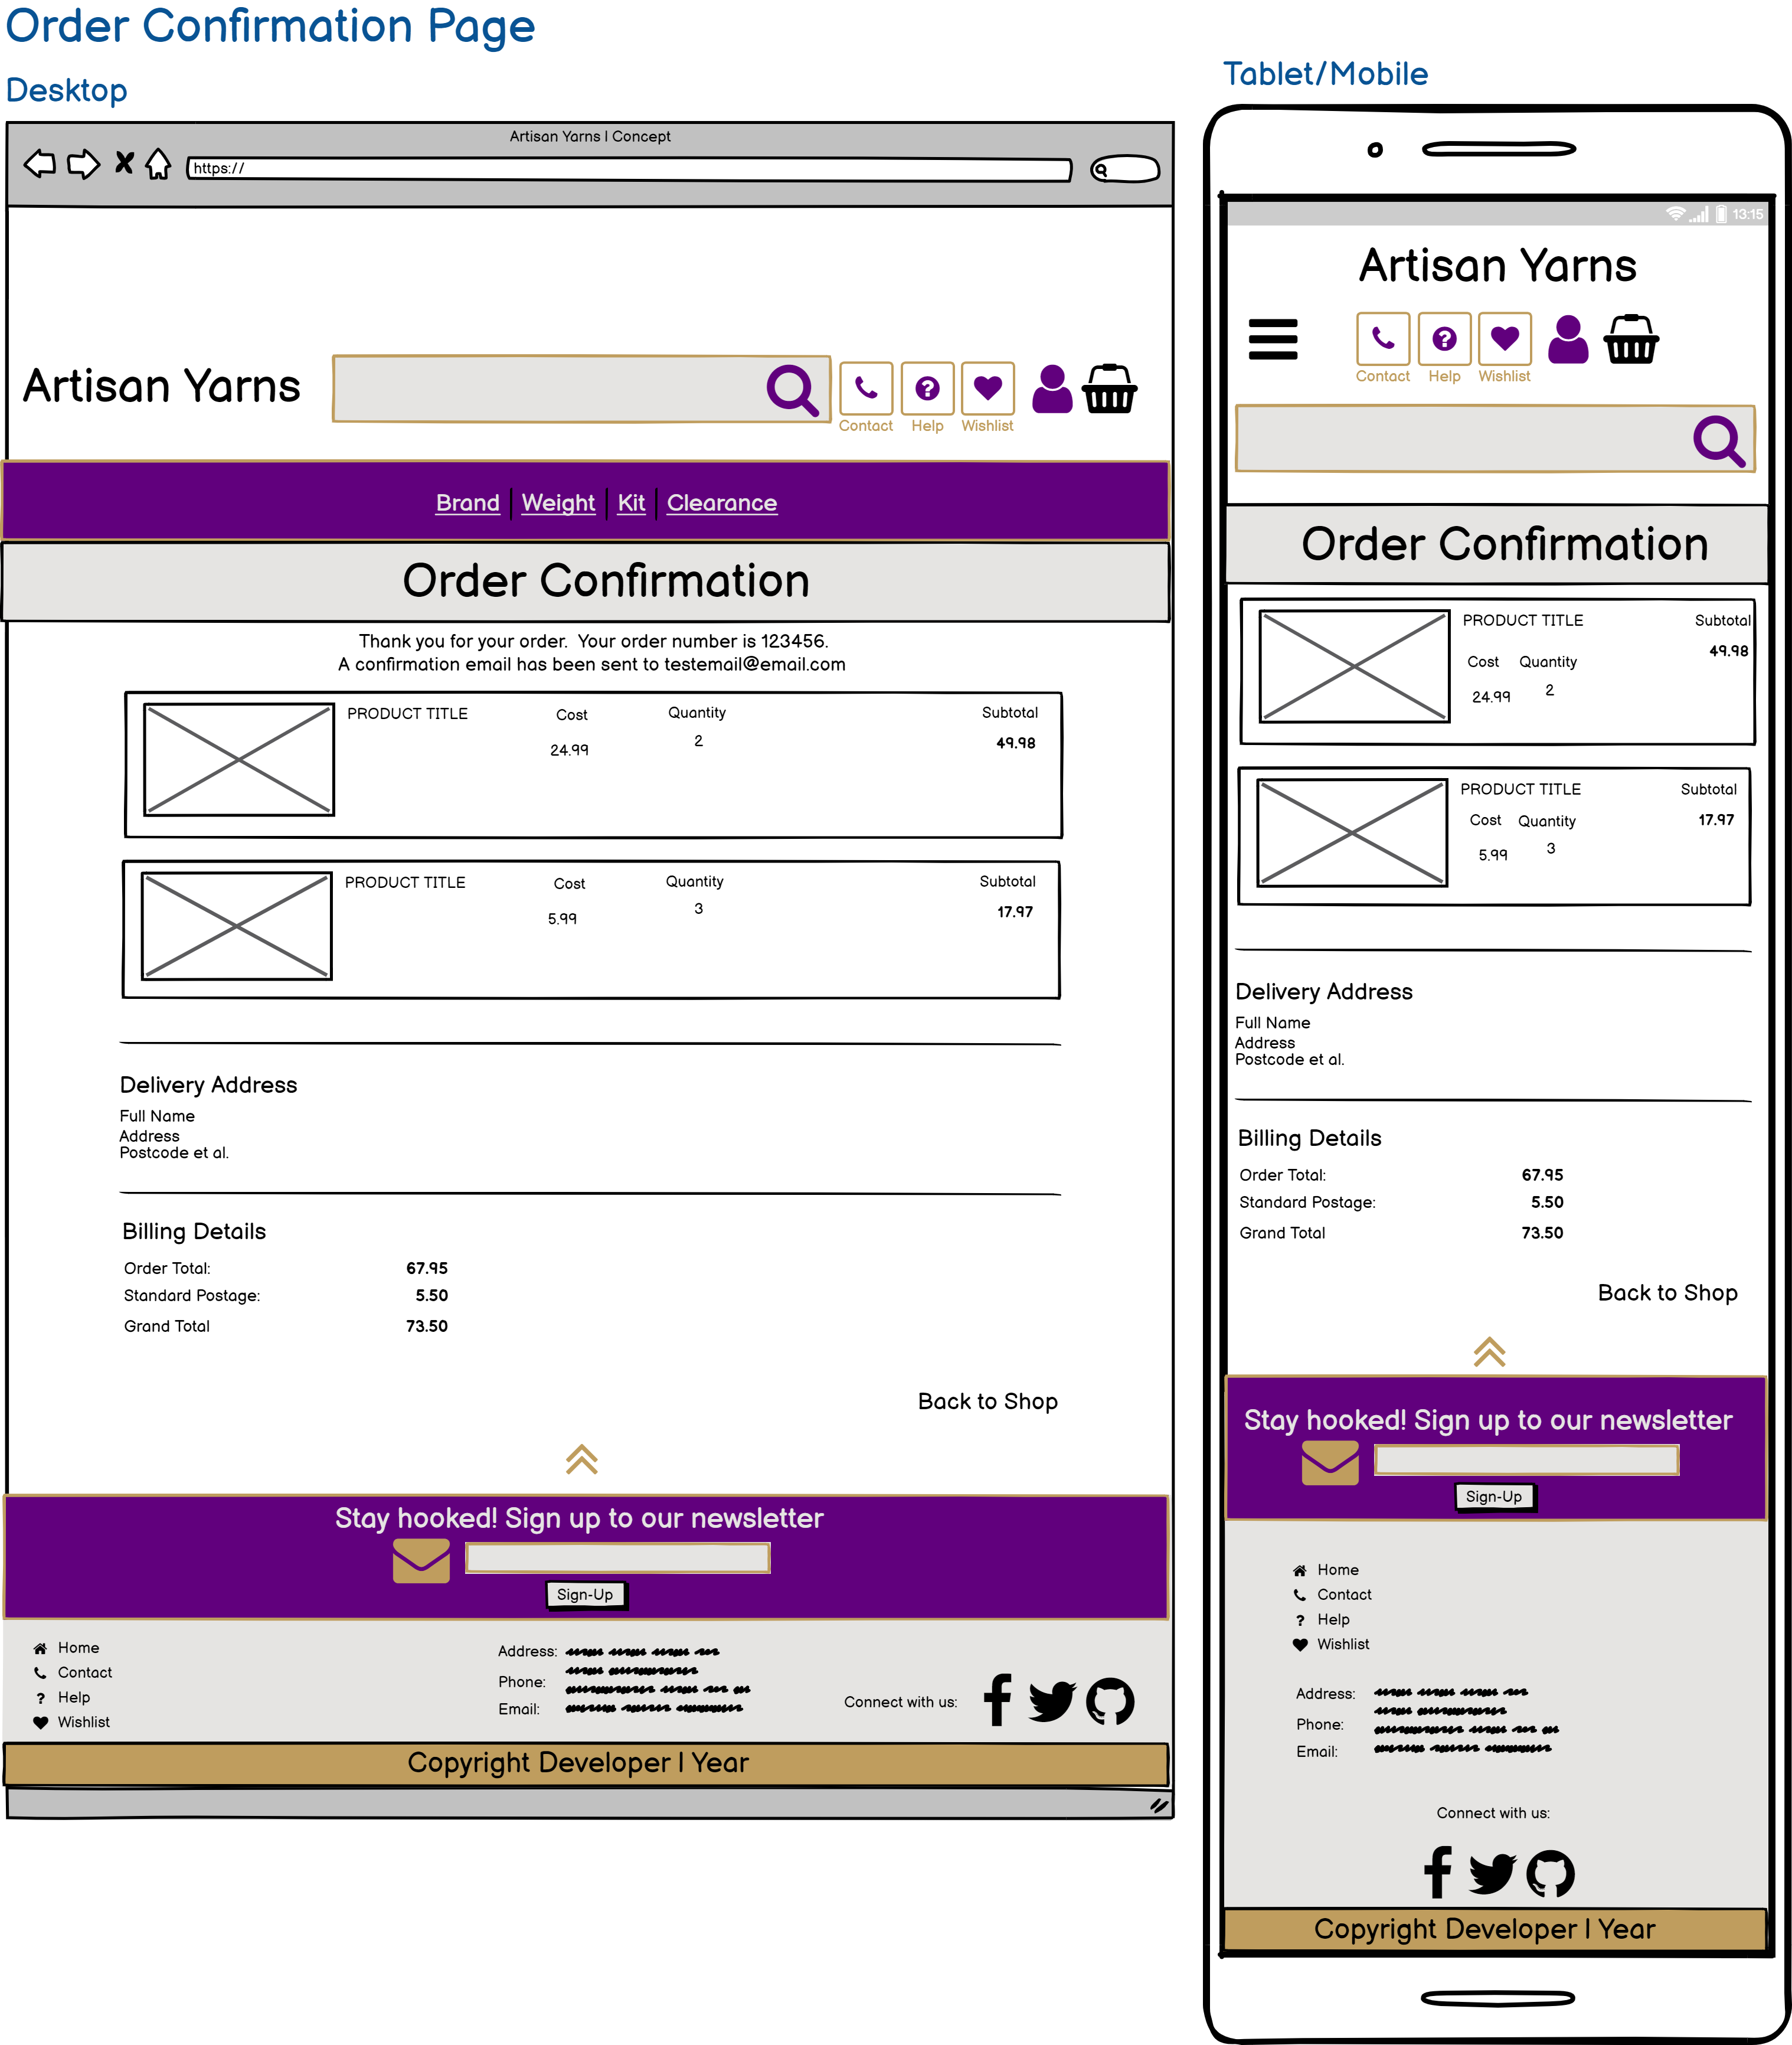 Order Confirmation Page
Desktop
Artisan Yarns | Concept
https://
Artisan Yarns
Contact Help Wishlist
Brand Weight Kit Clearance
Order Confirmation
Thank you for your order. Your order number is 123456.
A confirmation email has been sent to testemail@email.com
PRODUCT TITLE Cost Quantity Subtotal
24.99 2 49.98
PRODUCT TITLE Cost Quantity Subtotal
5.99 3 17.97
Delivery Address
Full Name
Address
Postcode et al.
Billing Details
Order Total: 67.95
Standard Postage: 5.50
Grand Total 73.50
Back to Shop
Stay hooked! Sign up to our newsletter
Sign-Up
Home
Contact
Help
Wishlist
Address:
Phone:
Email:
Connect with us:
Copyright Developer | Year
Tablet/Mobile
13:15
Artisan Yarns
Contact Help Wishlist
Order Confirmation
PRODUCT TITLE Subtotal
49.98
Cost Quantity
24.99 2
PRODUCT TITLE Subtotal
Cost Quantity 17.97
5.99 3
Delivery Address
Full Name
Address
Postcode et al.
Billing Details
Order Total: 67.95
Standard Postage: 5.50
Grand Total 73.50
Back to Shop
Stay hooked! Sign up to our newsletter
Sign-Up
Home
Contact
Help
Wishlist
Address:
Phone:
Email:
Connect with us:
Copyright Developer | Year